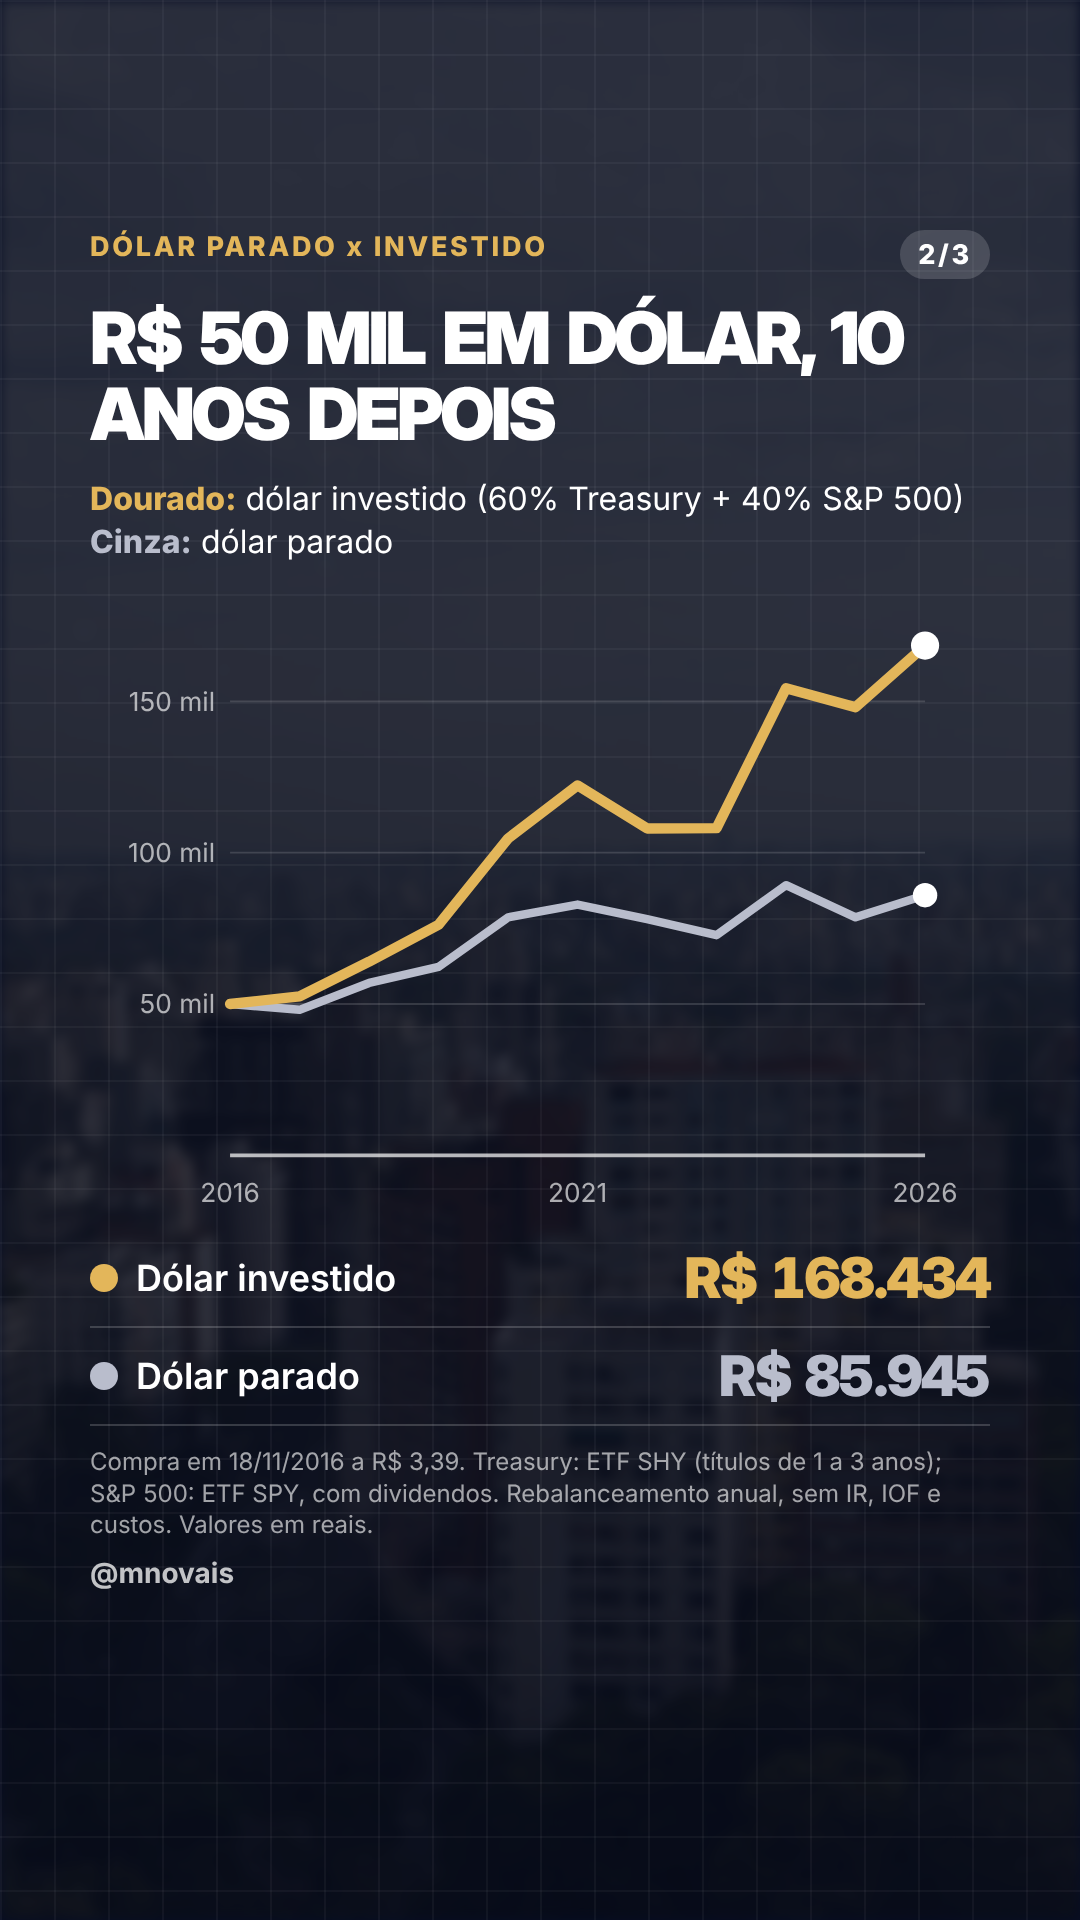 DÓLAR PARADO x INVESTIDO
2/3
R$ 50 MIL EM DÓLAR, 10
ANOS DEPOIS
Dourado: dólar investido (60% Treasury + 40% S&P 500)
Cinza: dólar parado
150 mil
100 mil
50 mil
2016
2021
2026
Dólar investido
R$ 168.434
Dólar parado
R$ 85.945
Compra em 18/11/2016 a R$ 3,39. Treasury: ETF SHY (títulos de 1 a 3 anos);
S&P 500: ETF SPY, com dividendos. Rebalanceamento anual, sem IR, IOF e
custos. Valores em reais.
@mnovais